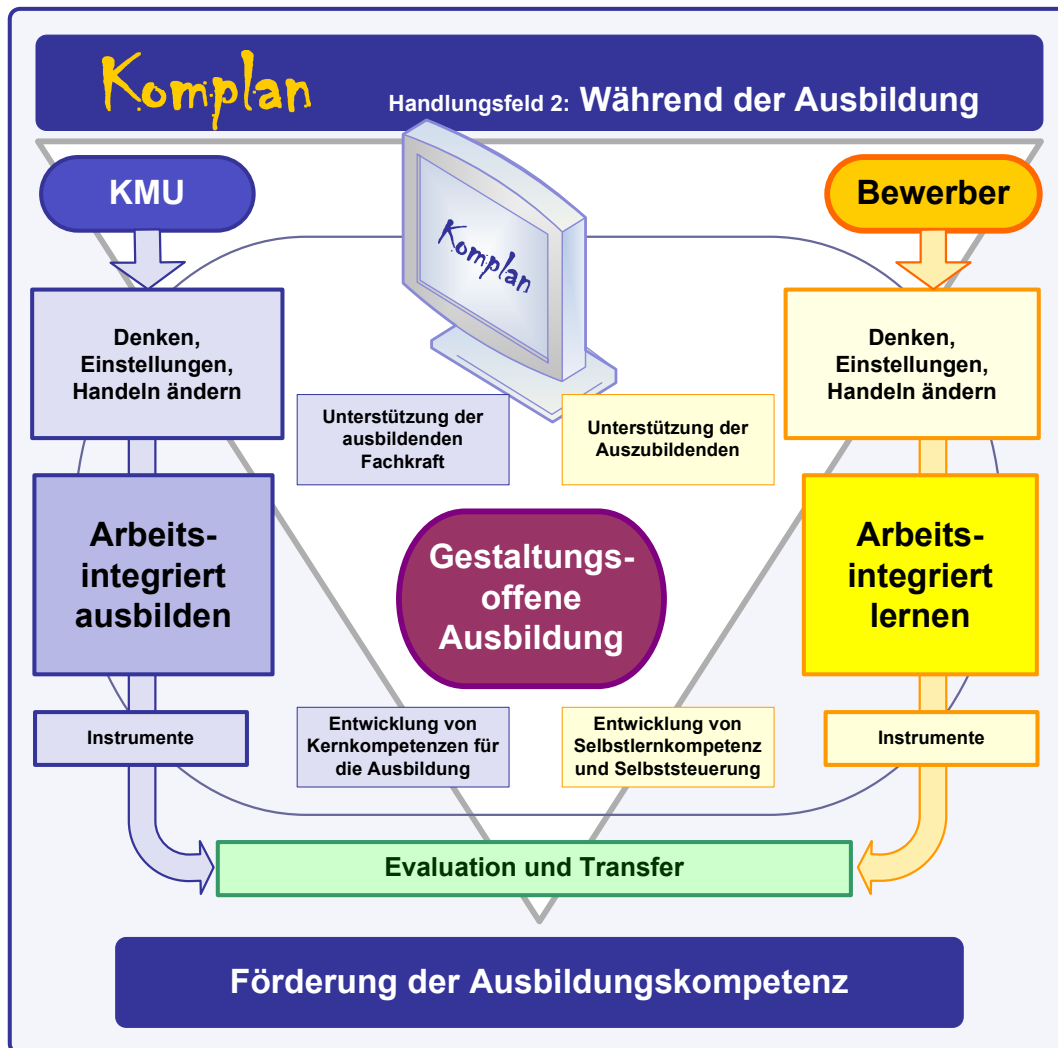 Komplan Handlungsfeld 2: Während der Ausbildung
KMU
Bewerber
Komplan
Denken,
Einstellungen,
Handeln ändern
Denken,
Einstellungen,
Handeln ändern
Unterstützung der
ausbildenden
Fachkraft
Unterstützung der
Auszubildenden
Arbeits-
integriert
ausbilden
Gestaltungs-
offene
Ausbildung
Arbeits-
integriert
lernen
Instrumente
Entwicklung von
Kernkompetenzen für
die Ausbildung
Entwicklung von
Selbstlernkompetenz
und Selbststeuerung
Instrumente
Evaluation und Transfer
Förderung der Ausbildungskompetenz